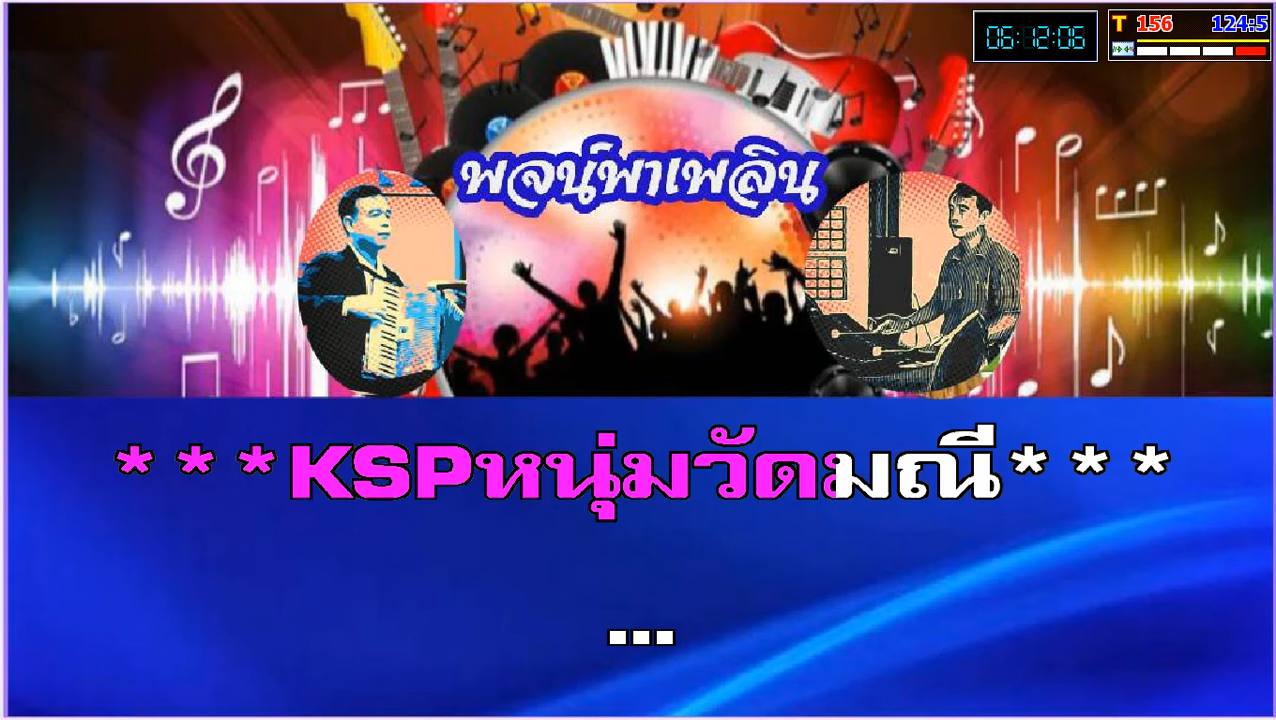 06:12:06
T 156 124:5
พจน์พาเพลิน
* * * KSPหนุ่มวัดมณี * * *
...